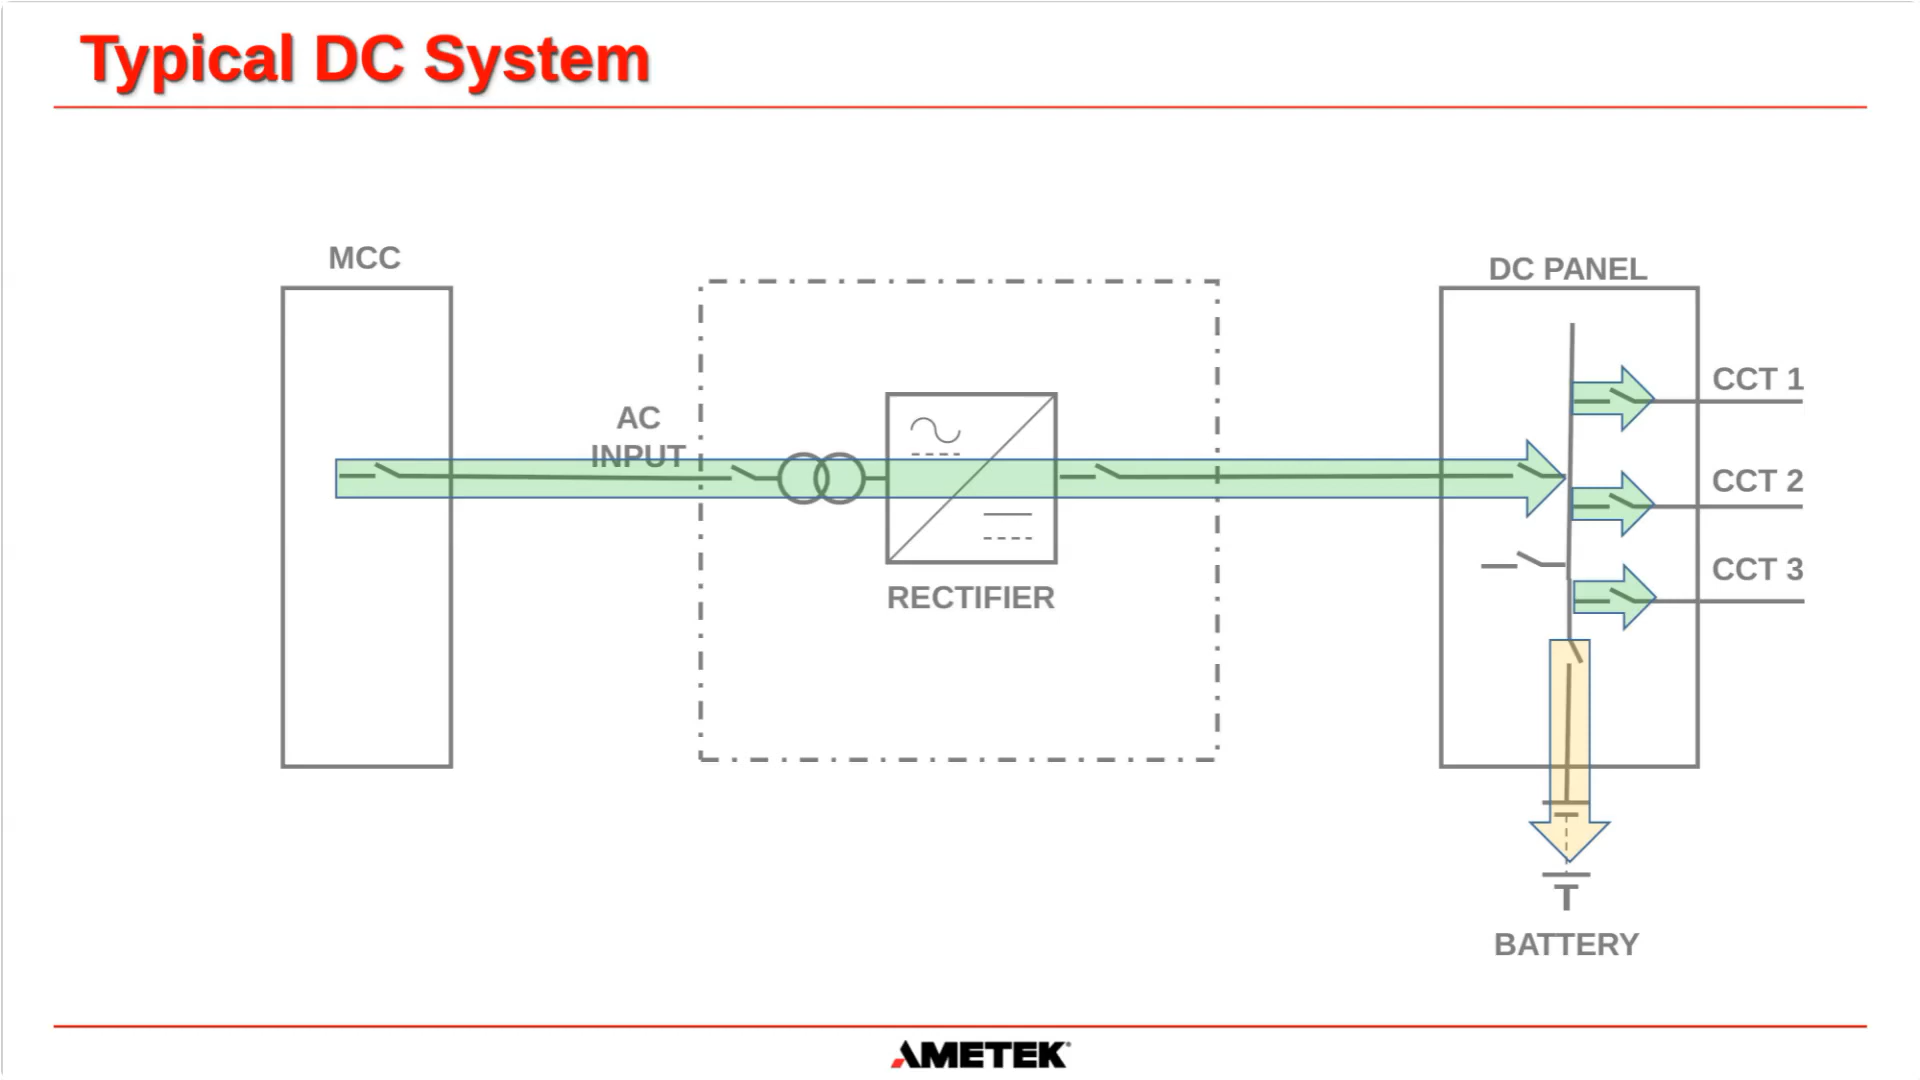 Typical DC System
MCC
DC PANEL
CCT 1
AC
INPUT
CCT 2
CCT 3
RECTIFIER
BATTERY
AMETEK®